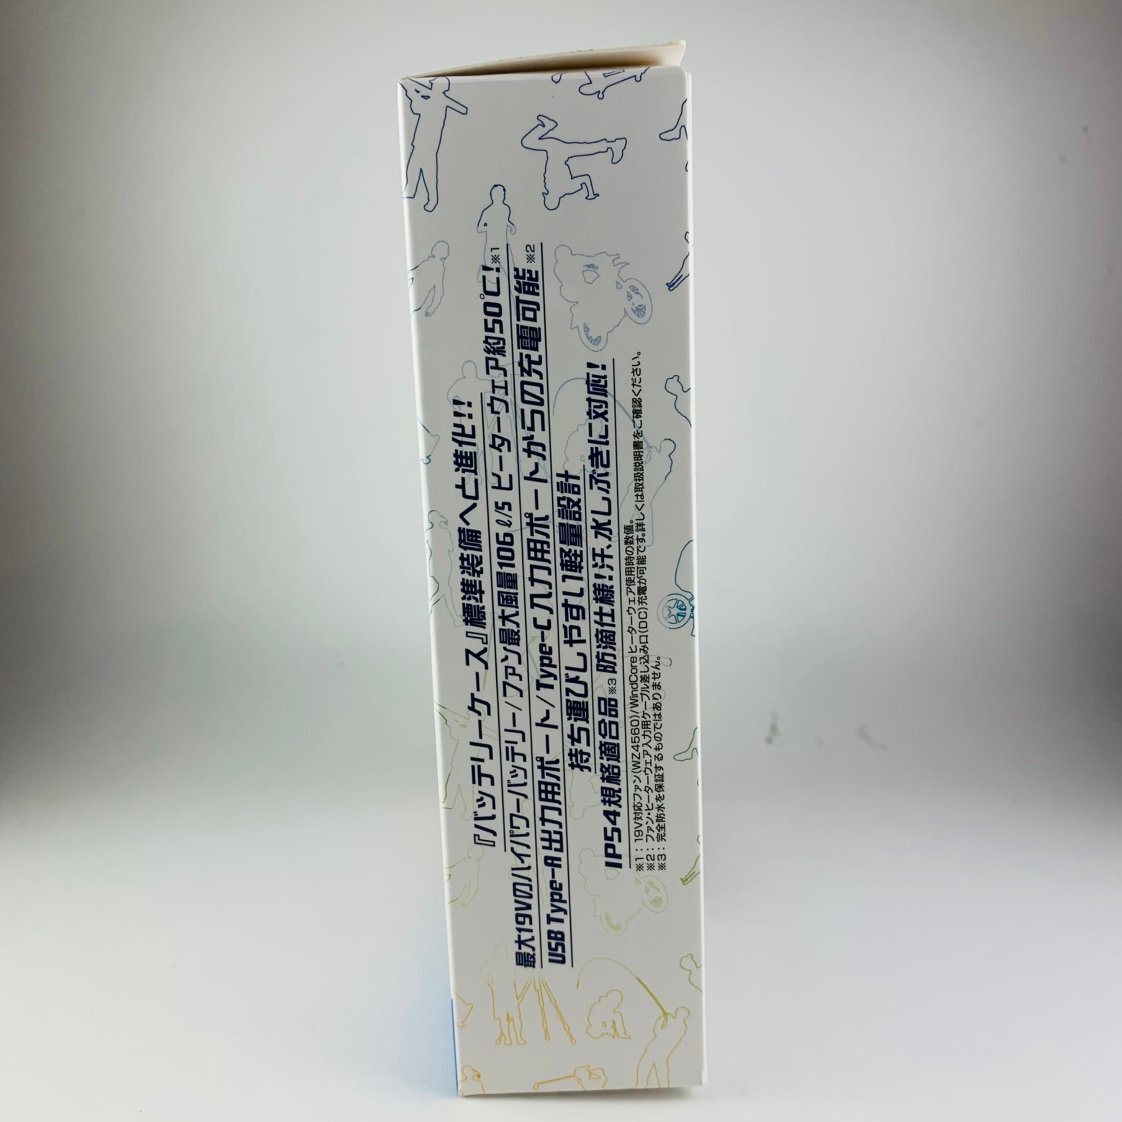 『バッテリーケース』標準装備へと進化!!
最大19Vのハイパワーバッテリー/ファン最大風量106ℓ/S ヒーターウェア約50℃!※1
USB Type-A 出力用ポート/Type-C 入力用ポートからの充電可能※2
持ち運びしやすい軽量設計
IP54規格適合品※3 防滴仕様!汗、水しぶきに対応!
※1：19V対応ファン(WZ4560)/WindCore ヒーターウェア使用時の数値。
※2：ファン・ヒーターウェア入力用ケーブル差し込み口(DC)充電が可能です。詳しくは取扱説明書をご確認ください。
※3：完全防水を保証するものではありません。